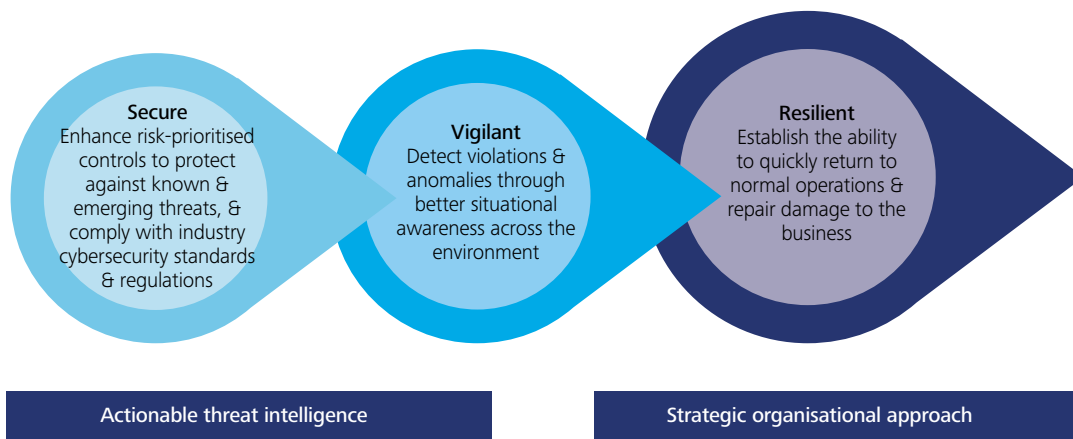 Secure
Enhance risk-prioritised
controls to protect
against known &
emerging threats, &
comply with industry
cybersecurity standards
& regulations
Vigilant
Detect violations &
anomalies through
better situational
awareness across the
environment
Resilient
Establish the ability
to quickly return to
normal operations &
repair damage to the
business
Actionable threat intelligence
Strategic organisational approach